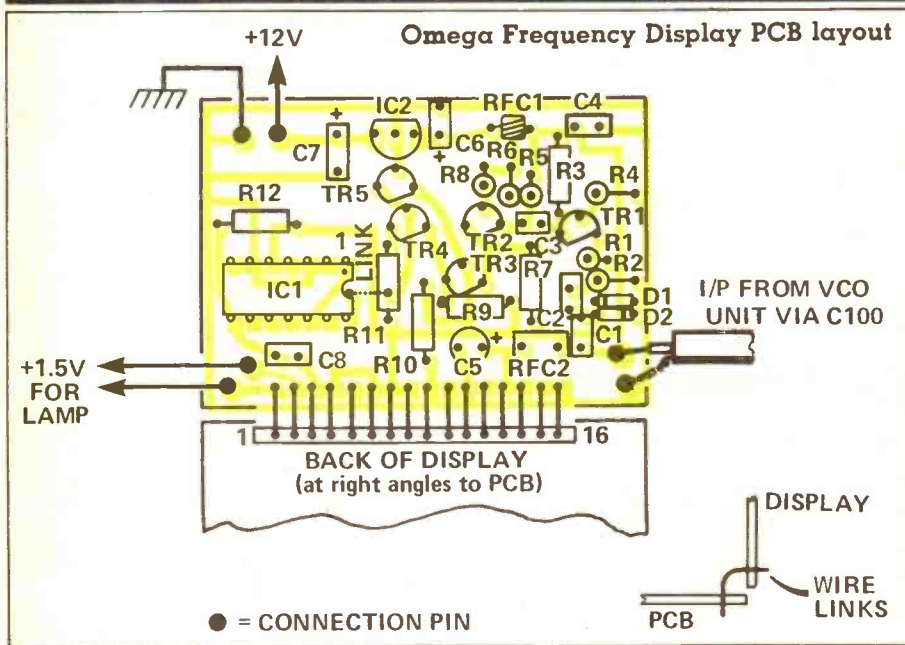 Omega Frequency Display PCB layout
+12V
IC2
RFC1
C4
+
C7
C6
+
R6
R5
R3
R8
R4
TR5
TR1
R12
TR4
TR2
C3
R1
R2
1
LINK
TR3
R7
IC1
R9
D1
D2
C2
C1
R11
R10
C8
C5
+
RFC2
I/P FROM VCO
UNIT VIA C100
+1.5V
FOR
LAMP
1
16
BACK OF DISPLAY
(at right angles to PCB)
DISPLAY
WIRE
LINKS
PCB
= CONNECTION PIN